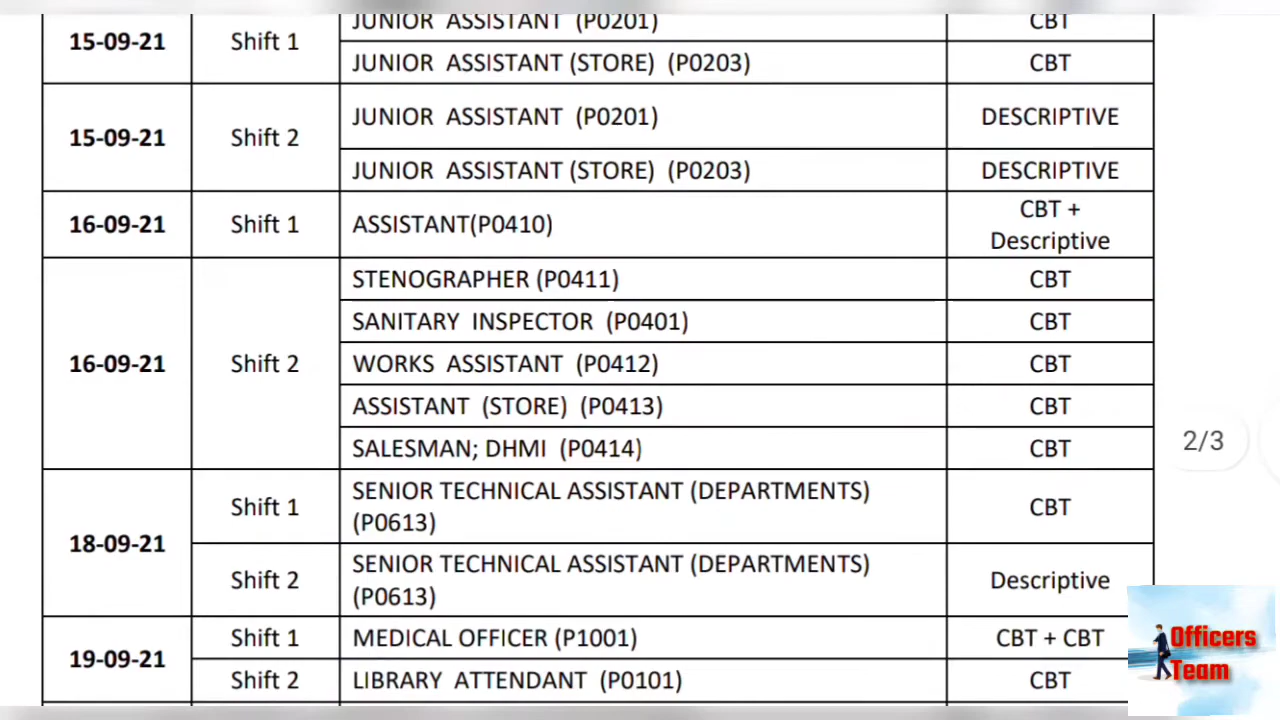 JUNIOR ASSISTANT (P0201) CBT
15-09-21 Shift 1
JUNIOR ASSISTANT (STORE) (P0203) CBT
JUNIOR ASSISTANT (P0201) DESCRIPTIVE
15-09-21 Shift 2
JUNIOR ASSISTANT (STORE) (P0203) DESCRIPTIVE
16-09-21 Shift 1 ASSISTANT(P0410) CBT +
Descriptive
STENOGRAPHER (P0411) CBT
SANITARY INSPECTOR (P0401) CBT
16-09-21 Shift 2 WORKS ASSISTANT (P0412) CBT
ASSISTANT (STORE) (P0413) CBT
SALESMAN; DHMI (P0414) CBT
2/3
18-09-21 Shift 1 SENIOR TECHNICAL ASSISTANT (DEPARTMENTS)
(P0613) CBT
Shift 2 SENIOR TECHNICAL ASSISTANT (DEPARTMENTS)
(P0613) Descriptive
19-09-21 Shift 1 MEDICAL OFFICER (P1001) CBT + CBT
Shift 2 LIBRARY ATTENDANT (P0101) CBT
Officers
Team